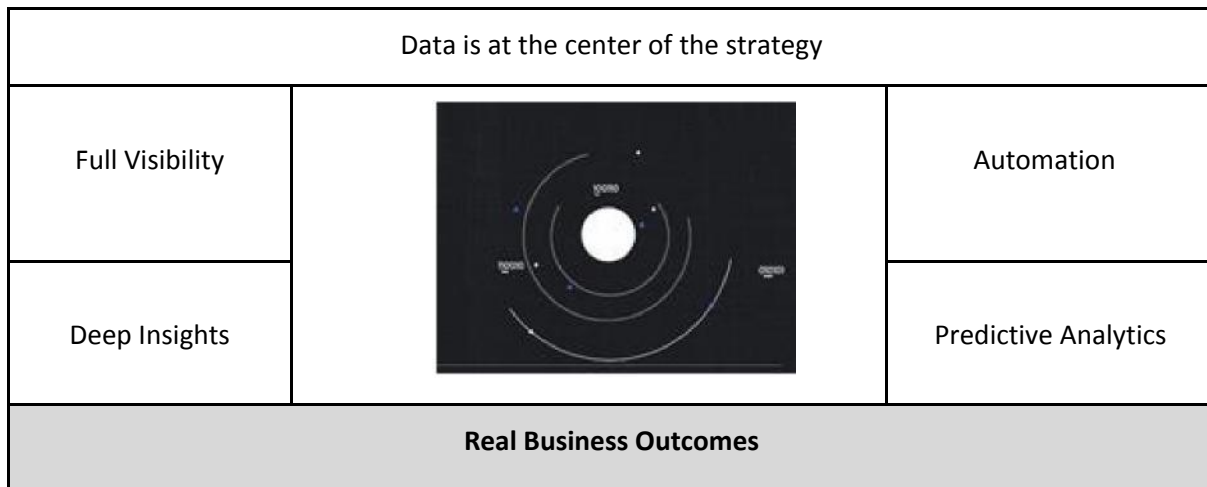 Data is at the center of the strategy
Full Visibility
Automation
Deep Insights
Predictive Analytics
Real Business Outcomes